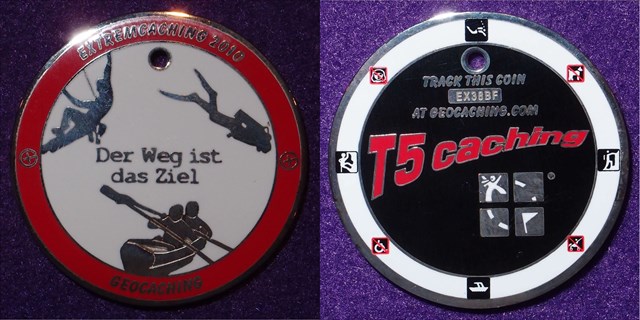 EXTREMCACHING 2010
Der Weg ist
das Ziel
GEOCACHING
TRACK THIS COIN
EX38BF
AT GEOCACHING.COM
T5 caching